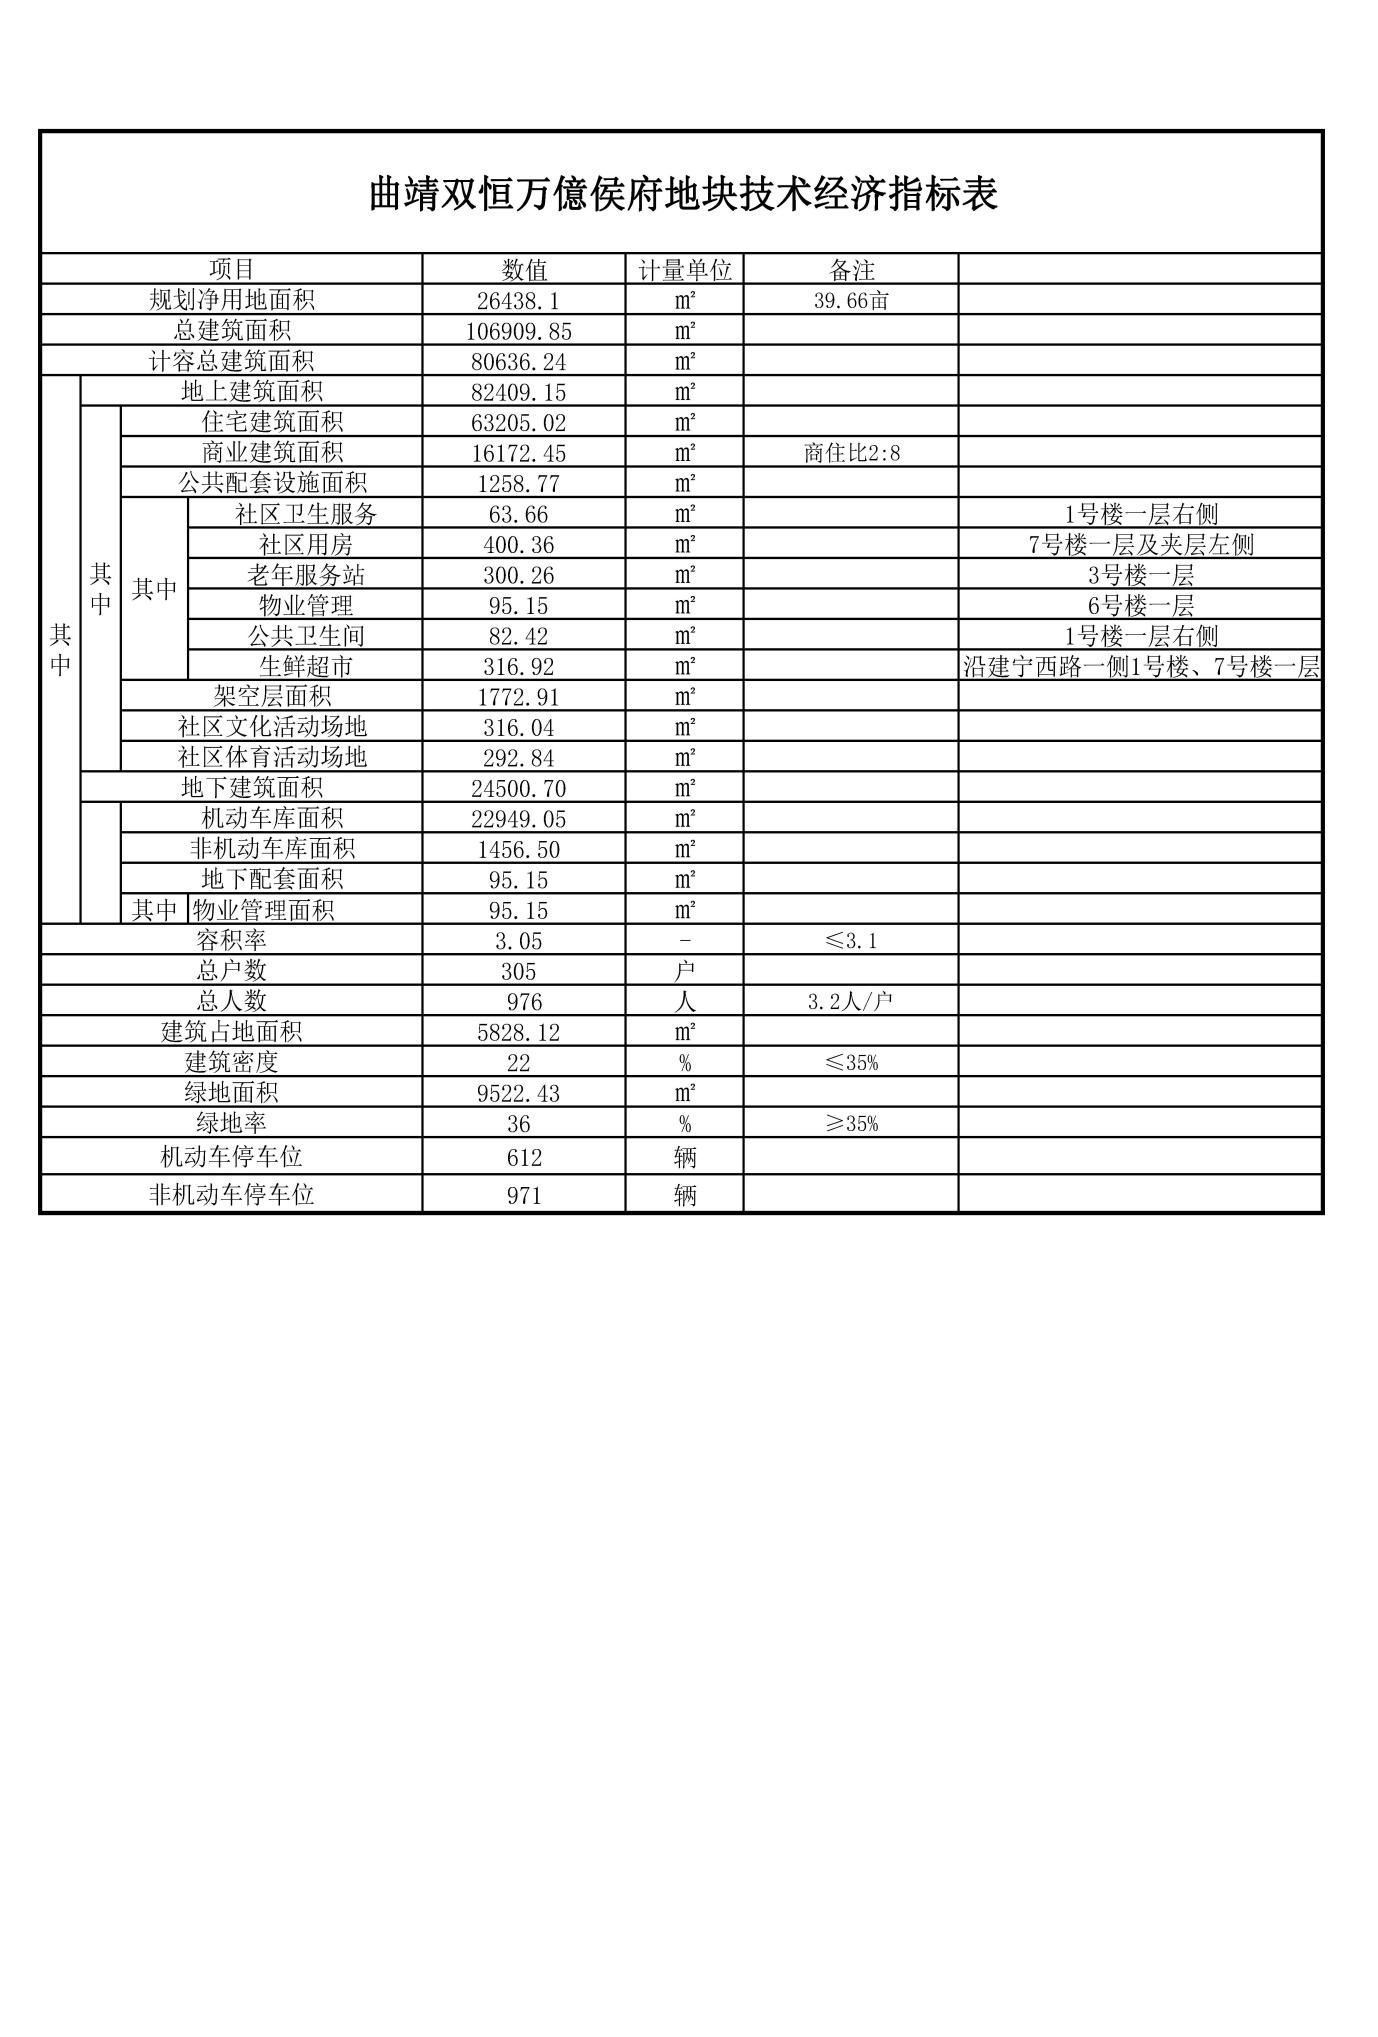 曲靖双恒万億侯府地块技术经济指标表
项目 数值 计量单位 备注
规划净用地面积 26438.1 ㎡ 39.66亩
总建筑面积 106909.85 ㎡
计容总建筑面积 80636.24 ㎡
其中 地上建筑面积 82409.15 ㎡
其中 住宅建筑面积 63205.02 ㎡
商业建筑面积 16172.45 ㎡ 商住比2:8
公共配套设施面积 1258.77 ㎡
其中 社区卫生服务 63.66 ㎡ 1号楼一层右侧
社区用房 400.36 ㎡ 7号楼一层及夹层左侧
老年服务站 300.26 ㎡ 3号楼一层
物业管理 95.15 ㎡ 6号楼一层
公共卫生间 82.42 ㎡ 1号楼一层右侧
生鲜超市 316.92 ㎡ 沿建宁西路一侧1号楼、7号楼一层
架空层面积 1772.91 ㎡
社区文化活动场地 316.04 ㎡
社区体育活动场地 292.84 ㎡
地下建筑面积 24500.70 ㎡
机动车库面积 22949.05 ㎡
非机动车库面积 1456.50 ㎡
地下配套面积 95.15 ㎡
其中 物业管理面积 95.15 ㎡
容积率 3.05 - ≤3.1
总户数 305 户
总人数 976 人 3.2人/户
建筑占地面积 5828.12 ㎡
建筑密度 22 % ≤35%
绿地面积 9522.43 ㎡
绿地率 36 % ≥35%
机动车停车位 612 辆
非机动车停车位 971 辆